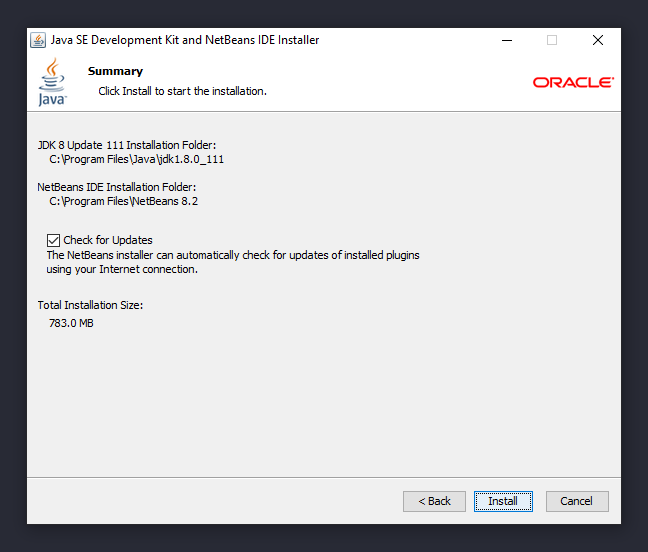 Java SE Development Kit and NetBeans IDE Installer
Summary
Click Install to start the installation.
Java™
ORACLE®
JDK 8 Update 111 Installation Folder:
C:\Program Files\Java\jdk1.8.0_111
NetBeans IDE Installation Folder:
C:\Program Files\NetBeans 8.2
Check for Updates
The NetBeans installer can automatically check for updates of installed plugins
using your Internet connection.
Total Installation Size:
783.0 MB
< Back
Install
Cancel